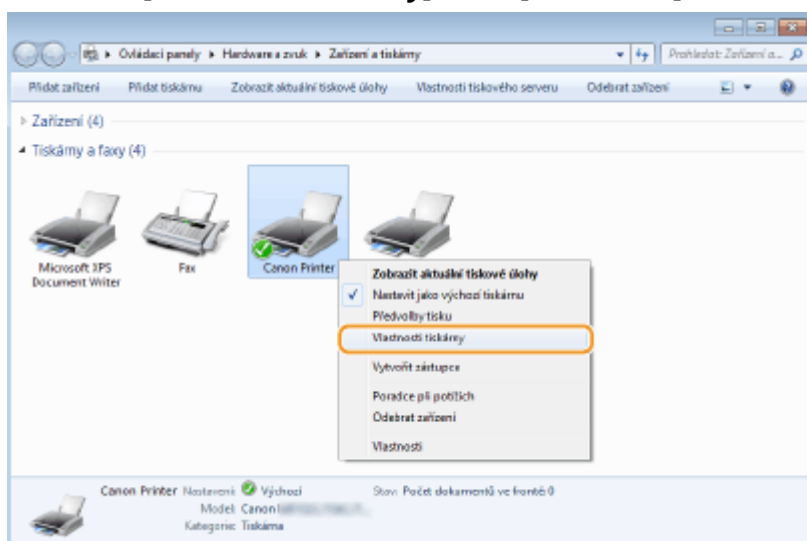 Ovládací panely ▸ Hardware a zvuk ▸ Zařízení a tiskárny
Prohledat: Zařízení a...
Přidat zařízení Přidat tiskárnu Zobrazit aktuální tiskové úlohy Vlastnosti tiskového serveru Odebrat zařízení
Zařízení (4)
Tiskárny a faxy (4)
Microsoft XPS
Document Writer
Fax
Canon Printer
Zobrazit aktuální tiskové úlohy
Nastavit jako výchozí tiskárnu
Předvolby tisku
Vlastnosti tiskárny
Vytvořit zástupce
Poradce při potížích
Odebrat zařízení
Vlastnosti
Canon Printer Nastavení: Výchozí Stav: Počet dokumentů ve frontě: 0
Model: Canon
Kategorie: Tiskárna